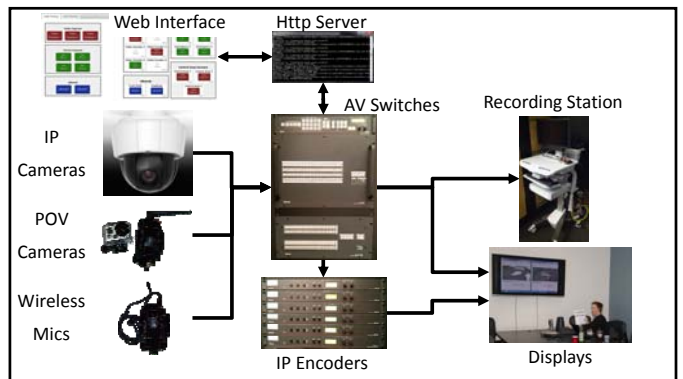 Web Interface
Http Server
AV Switches
Recording Station
IP
Cameras
POV
Cameras
Wireless
Mics
IP Encoders
Displays